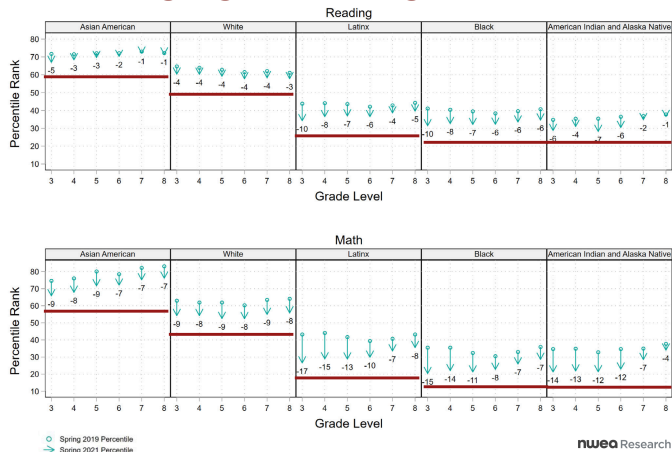 Reading
Asian American White Latinx Black American Indian and Alaska Native
80
70
60
50
40
30
20
10
Percentile Rank
-5 -3 -3 -2 -1 -1 -4 -4 -4 -4 -4 -3 -10 -8 -7 -6 -4 -5 -10 -8 -7 -6 -6 -6 -6 -4 -7 -6 -2 -1
3 4 5 6 7 8 3 4 5 6 7 8 3 4 5 6 7 8 3 4 5 6 7 8 3 4 5 6 7 8
Grade Level
Math
Asian American White Latinx Black American Indian and Alaska Native
80
70
60
50
40
30
20
10
Percentile Rank
-9 -8 -9 -7 -7 -7 -9 -8 -9 -8 -9 -8 -17 -15 -13 -10 -7 -8 -15 -14 -11 -8 -7 -7 -14 -13 -12 -12 -7 -4
3 4 5 6 7 8 3 4 5 6 7 8 3 4 5 6 7 8 3 4 5 6 7 8 3 4 5 6 7 8
Grade Level
Spring 2019 Percentile
Spring 2021 Percentile
nwea Research